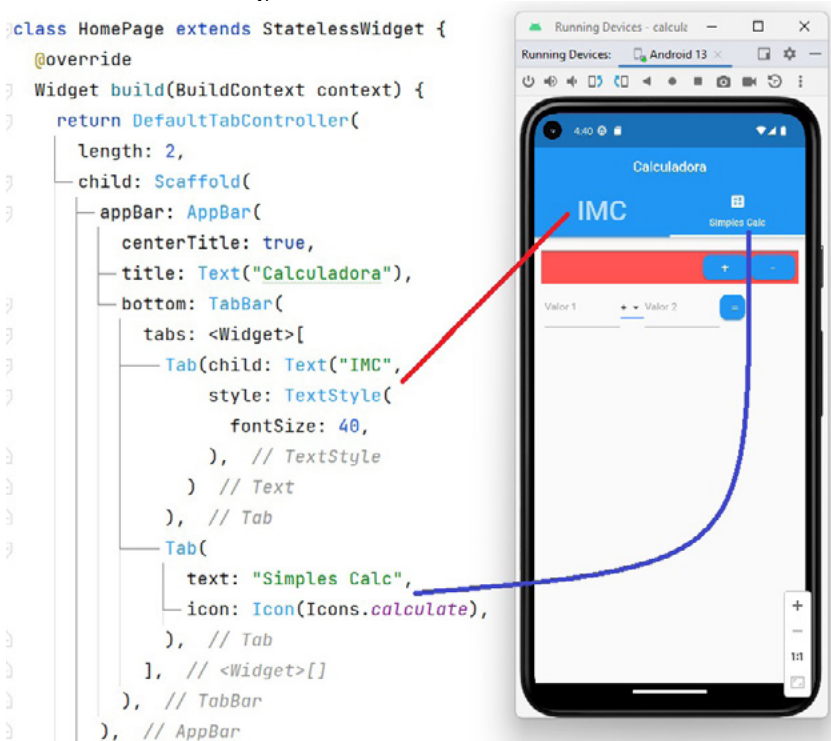 class HomePage extends StatelessWidget {
@override
Widget build(BuildContext context) {
return DefaultTabController(
length: 2,
child: Scaffold(
appBar: AppBar(
centerTitle: true,
title: Text("Calculadora"),
bottom: TabBar(
tabs: <Widget>[
Tab(child: Text("IMC",
style: TextStyle(
fontSize: 40,
), // TextStyle
) // Text
), // Tab
Tab(
text: "Simples Calc",
icon: Icon(Icons.calculate),
), // Tab
], // <Widget>[]
), // TabBar
), // AppBar
Running Devices - calcula
Running Devices: Android 13
4:40
Calculadora
IMC
Simples Calc
+ -
Valor 1 + Valor 2 =
+
-
1:1